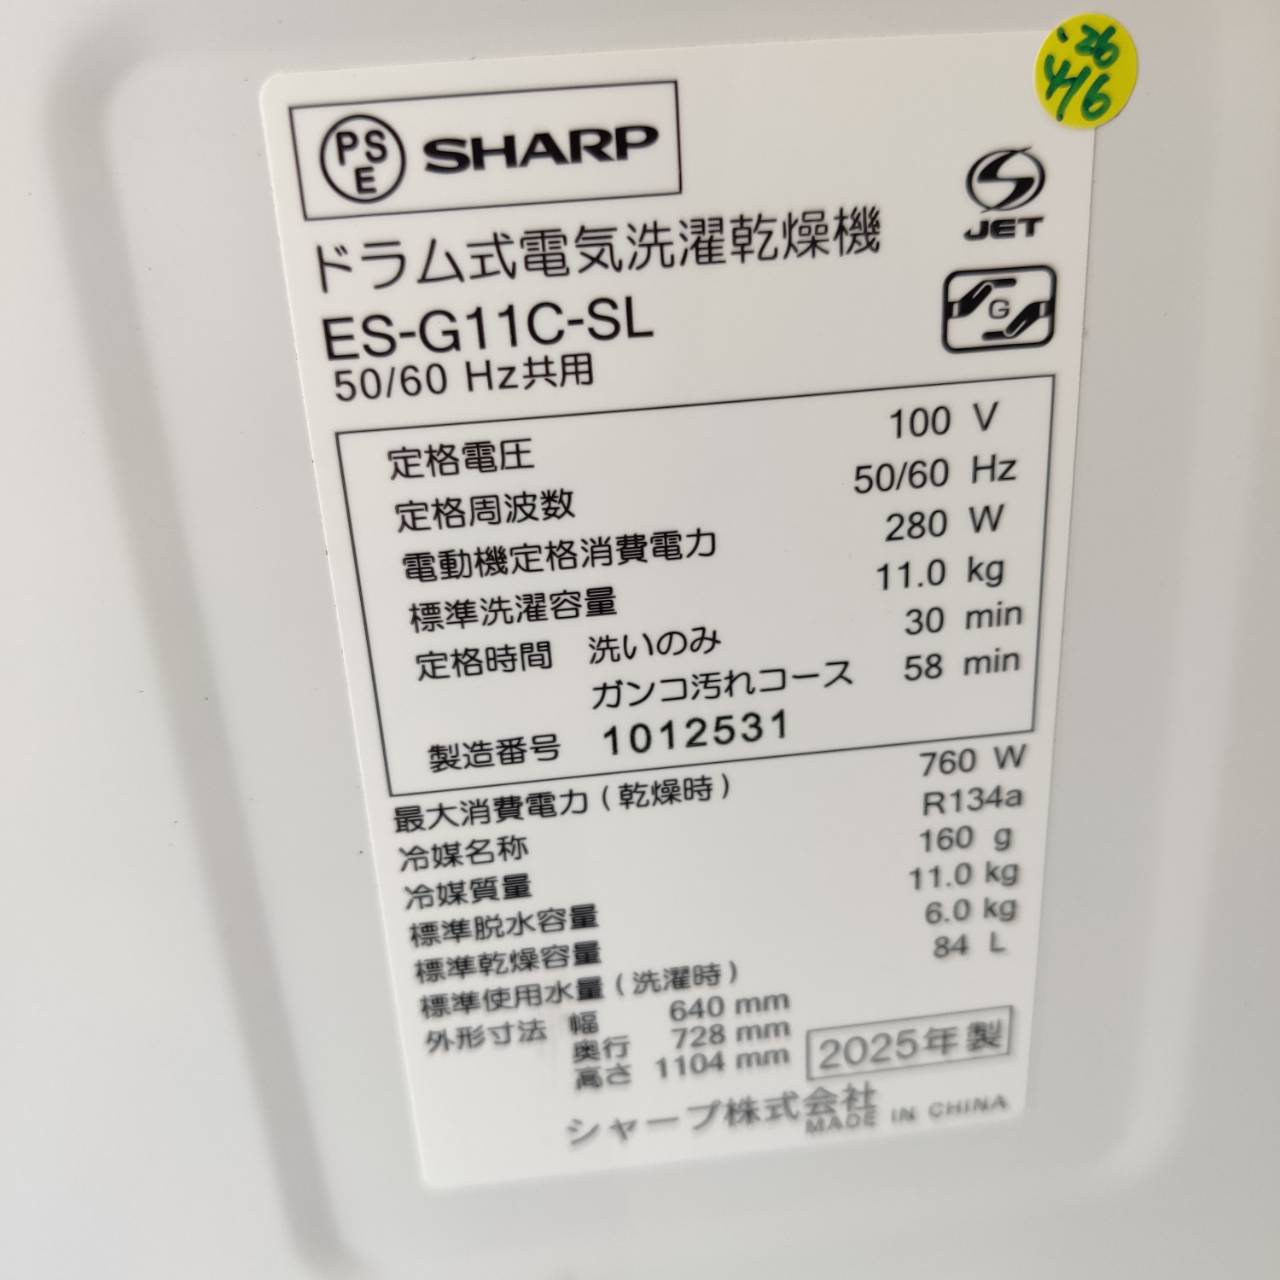 '26
4/6
PSE SHARP
JET
ドラム式電気洗濯乾燥機
ES-G11C-SL
G
50/60 Hz共用
定格電圧 100 V
定格周波数 50/60 Hz
電動機定格消費電力 280 W
標準洗濯容量 11.0 kg
定格時間 洗いのみ 30 min
ガンコ汚れコース 58 min
製造番号 1012531
最大消費電力(乾燥時) 760 W
冷媒名称 R134a
冷媒質量 160 g
標準脱水容量 11.0 kg
標準乾燥容量 6.0 kg
標準使用水量(洗濯時) 84 L
外形寸法 幅 640 mm
奥行 728 mm
高さ 1104 mm
2025年製
シャープ株式会社
MADE IN CHINA